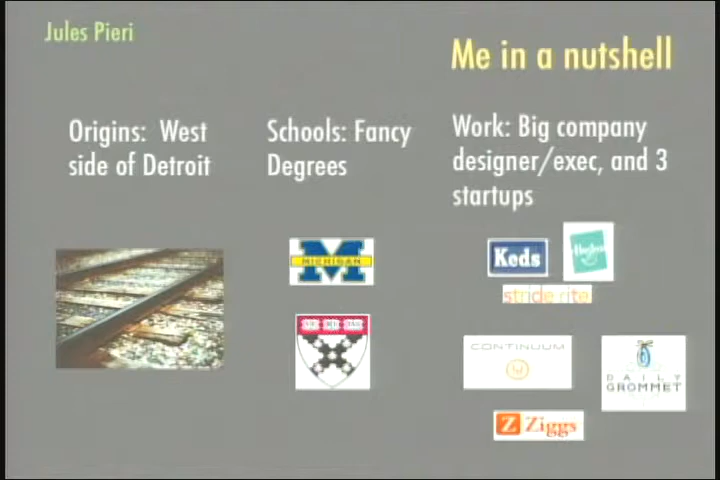 Jules Pieri
Me in a nutshell
Origins: West
side of Detroit
Schools: Fancy
Degrees
Work: Big company
designer/exec, and 3
startups
MICHIGAN
Keds
Hasbro
stride rite
CONTINUUM
DAILY
GROMMET
Z Ziggs